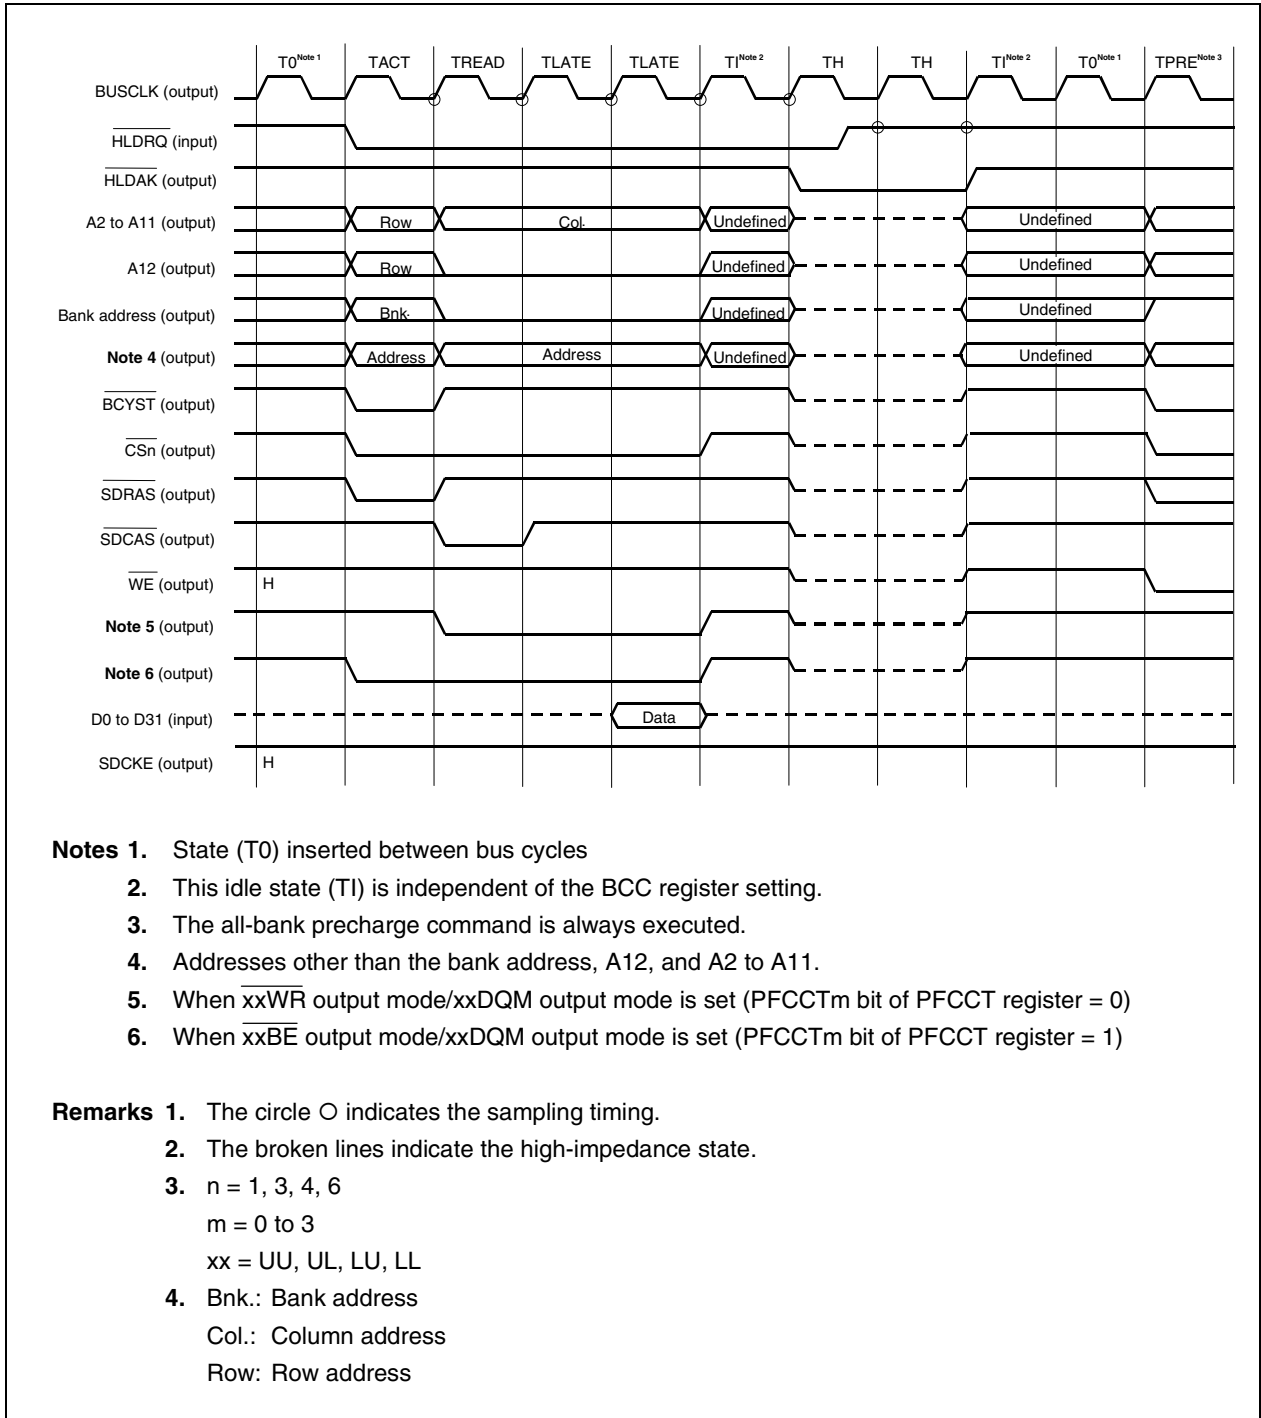 T0Note 1 TACT TREAD TLATE TLATE TINote 2 TH TH TINote 2 T0Note 1 TPRENote 3
BUSCLK (output)
HLDRQ (input)
HLDAK (output)
A2 to A11 (output) Row Col. Undefined Undefined
A12 (output) Row Undefined Undefined
Bank address (output) Bnk. Undefined Undefined
Note 4 (output) Address Address Undefined Undefined
BCYST (output)
CSn (output)
SDRAS (output)
SDCAS (output)
WE (output) H
Note 5 (output)
Note 6 (output)
D0 to D31 (input) Data
SDCKE (output) H
Notes 1. State (T0) inserted between bus cycles
2. This idle state (TI) is independent of the BCC register setting.
3. The all-bank precharge command is always executed.
4. Addresses other than the bank address, A12, and A2 to A11.
5. When xxWR output mode/xxDQM output mode is set (PFCCTm bit of PFCCT register = 0)
6. When xxBE output mode/xxDQM output mode is set (PFCCTm bit of PFCCT register = 1)
Remarks 1. The circle O indicates the sampling timing.
2. The broken lines indicate the high-impedance state.
3. n = 1, 3, 4, 6
m = 0 to 3
xx = UU, UL, LU, LL
4. Bnk.: Bank address
Col.: Column address
Row: Row address